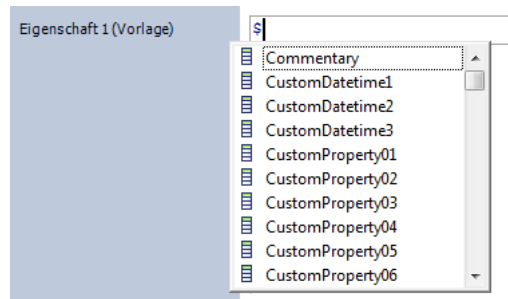 Eigenschaft 1 (Vorlage)
$
Commentary
CustomDatetime1
CustomDatetime2
CustomDatetime3
CustomProperty01
CustomProperty02
CustomProperty03
CustomProperty04
CustomProperty05
CustomProperty06